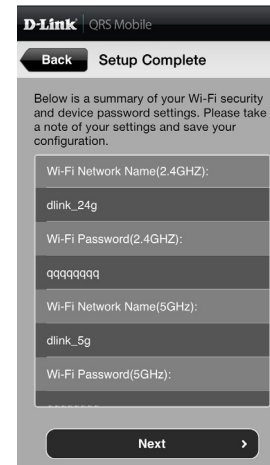 D-Link QRS Mobile
Back Setup Complete
Below is a summary of your Wi-Fi security
and device password settings. Please take
a note of your settings and save your
configuration.
Wi-Fi Network Name(2.4GHZ):
dlink_24g
Wi-Fi Password(2.4GHZ):
qqqqqqqq
Wi-Fi Network Name(5GHz):
dlink_5g
Wi-Fi Password(5GHz):
Next